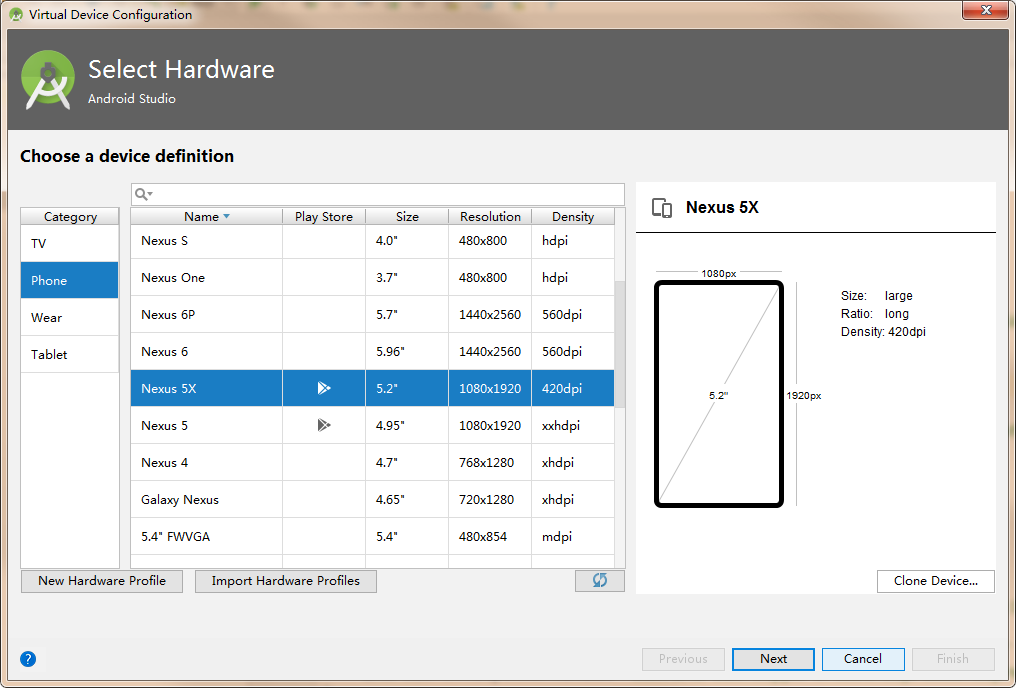 Virtual Device Configuration
Select Hardware
Android Studio
Choose a device definition
Category
TV
Phone
Wear
Tablet
Name Play Store Size Resolution Density
Nexus S 4.0" 480x800 hdpi
Nexus One 3.7" 480x800 hdpi
Nexus 6P 5.7" 1440x2560 560dpi
Nexus 6 5.96" 1440x2560 560dpi
Nexus 5X 5.2" 1080x1920 420dpi
Nexus 5 4.95" 1080x1920 xxhdpi
Nexus 4 4.7" 768x1280 xhdpi
Galaxy Nexus 4.65" 720x1280 xhdpi
5.4" FWVGA 5.4" 480x854 mdpi
New Hardware Profile
Import Hardware Profiles
Nexus 5X
1080px
5.2"
1920px
Size: large
Ratio: long
Density: 420dpi
Clone Device...
?
Previous
Next
Cancel
Finish